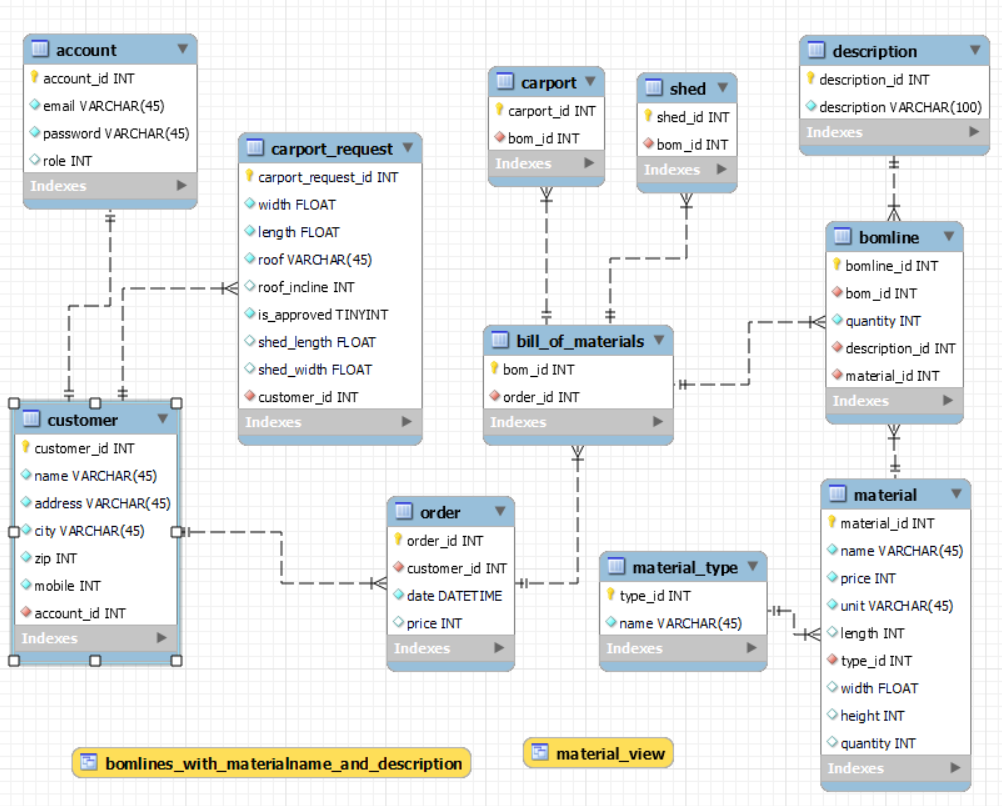 account
account_id INT
email VARCHAR(45)
password VARCHAR(45)
role INT
Indexes
carport_request
carport_request_id INT
width FLOAT
length FLOAT
roof VARCHAR(45)
roof_incline INT
is_approved TINYINT
shed_length FLOAT
shed_width FLOAT
customer_id INT
Indexes
carport
carport_id INT
bom_id INT
Indexes
shed
shed_id INT
bom_id INT
Indexes
description
description_id INT
description VARCHAR(100)
Indexes
bomline
bomline_id INT
bom_id INT
quantity INT
description_id INT
material_id INT
Indexes
bill_of_materials
bom_id INT
order_id INT
Indexes
customer
customer_id INT
name VARCHAR(45)
address VARCHAR(45)
city VARCHAR(45)
zip INT
mobile INT
account_id INT
Indexes
order
order_id INT
customer_id INT
date DATETIME
price INT
Indexes
material_type
type_id INT
name VARCHAR(45)
Indexes
material
material_id INT
name VARCHAR(45)
price INT
unit VARCHAR(45)
length INT
type_id INT
width FLOAT
height INT
quantity INT
Indexes
bomlines_with_materialname_and_description
material_view